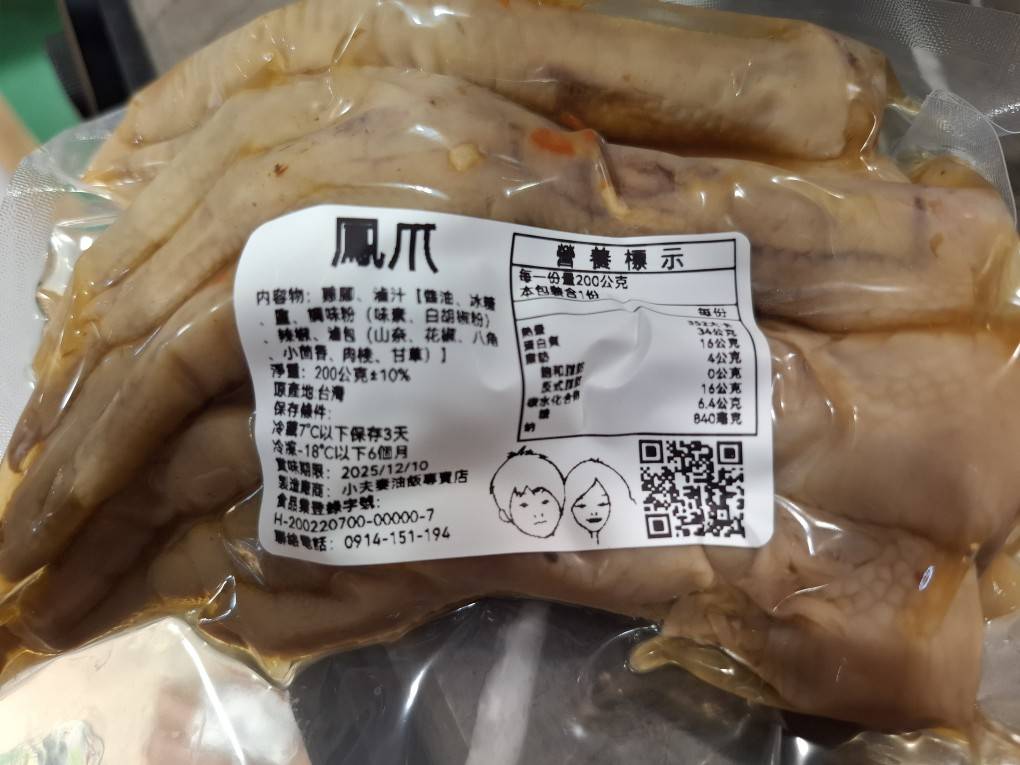 鳳爪
內容物：雞腳、滷汁【醬油、冰糖
、鹽、調味粉（味素、白胡椒粉）
、辣椒、滷包（山奈、花椒、八角
、小茴香、肉桂、甘草）】
淨重：200公克±10%
原產地:台灣
保存條件:
冷藏7°C以下保存3天
冷凍-18°C以下6個月
賞味期限：2025/12/10
製造廠商：小夫妻油飯專賣店
食品業登錄字號:
H-200220700-00000-7
聯絡電話：0914-151-194
營養標示
每一份量200公克
本包裝含1份
每份
熱量
蛋白質 34公克
脂肪 16公克
飽和脂肪 4公克
反式脂肪 0公克
碳水化合物 16公克
糖 6.4公克
鈉 840毫克